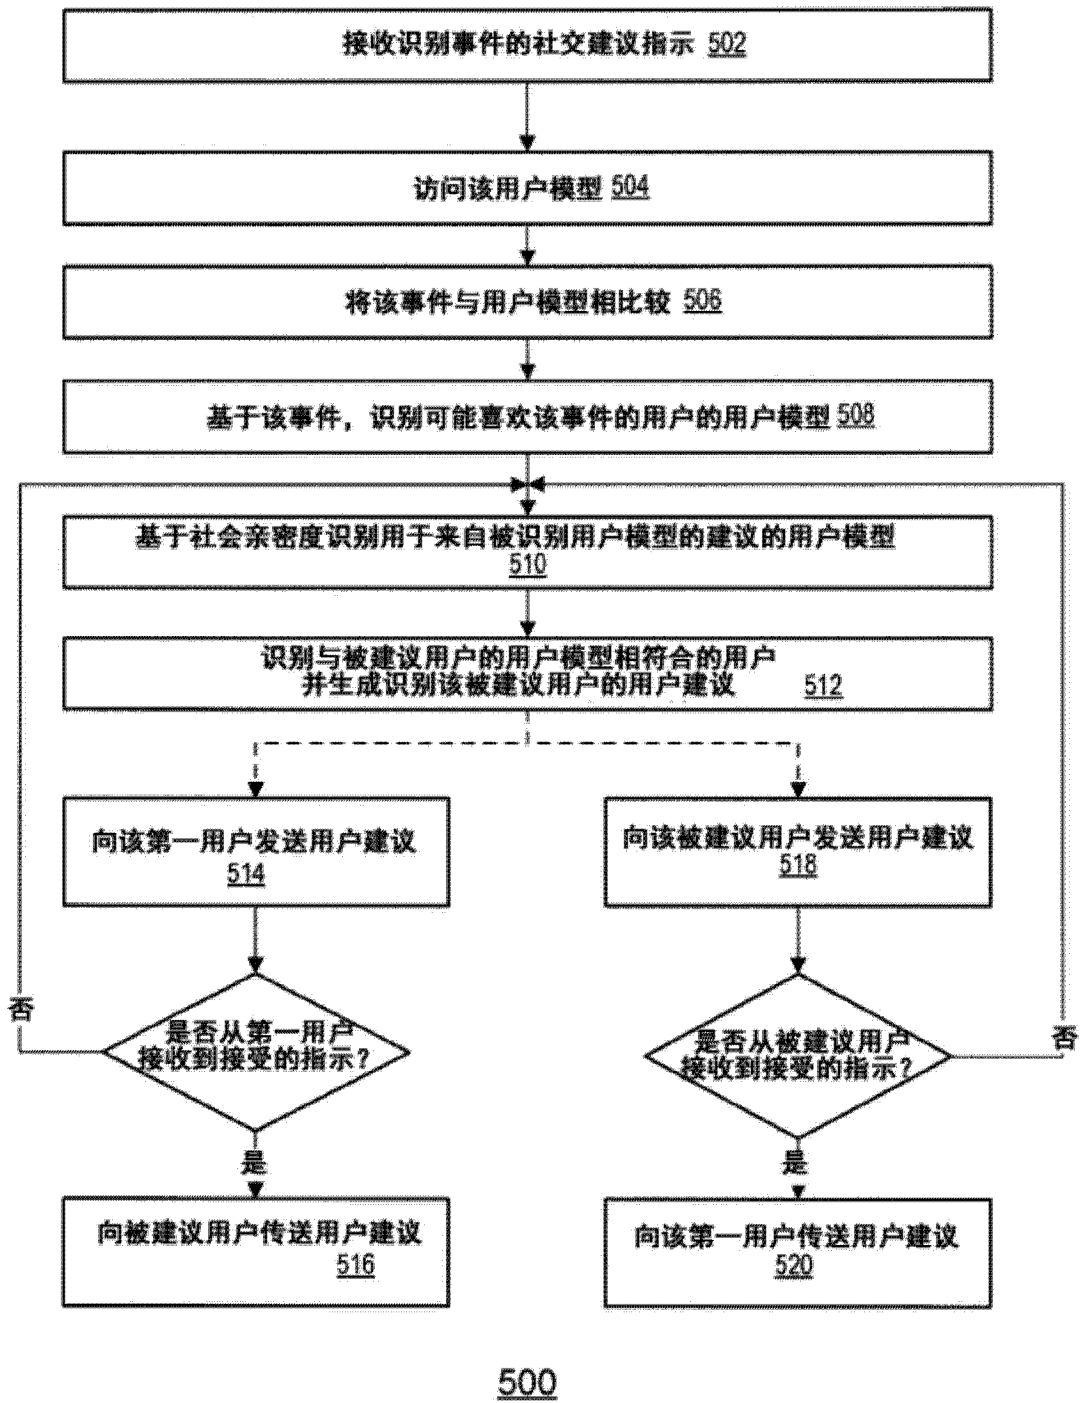 接收识别事件的社交建议指示 502
访问该用户模型 504
将该事件与用户模型相比较 506
基于该事件，识别可能喜欢该事件的用户的用户模型 508
基于社会亲密度识别用于来自被识别用户模型的建议的用户模型
510
识别与被建议用户的用户模型相符合的用户
并生成识别该被建议用户的用户建议 512
向该第一用户发送用户建议
514
向该被建议用户发送用户建议
518
否
是否从第一用户
接收到接受的指示？
是否从被建议用户
接收到接受的指示？
否
是
是
向被建议用户传送用户建议
516
向该第一用户传送用户建议
520
500